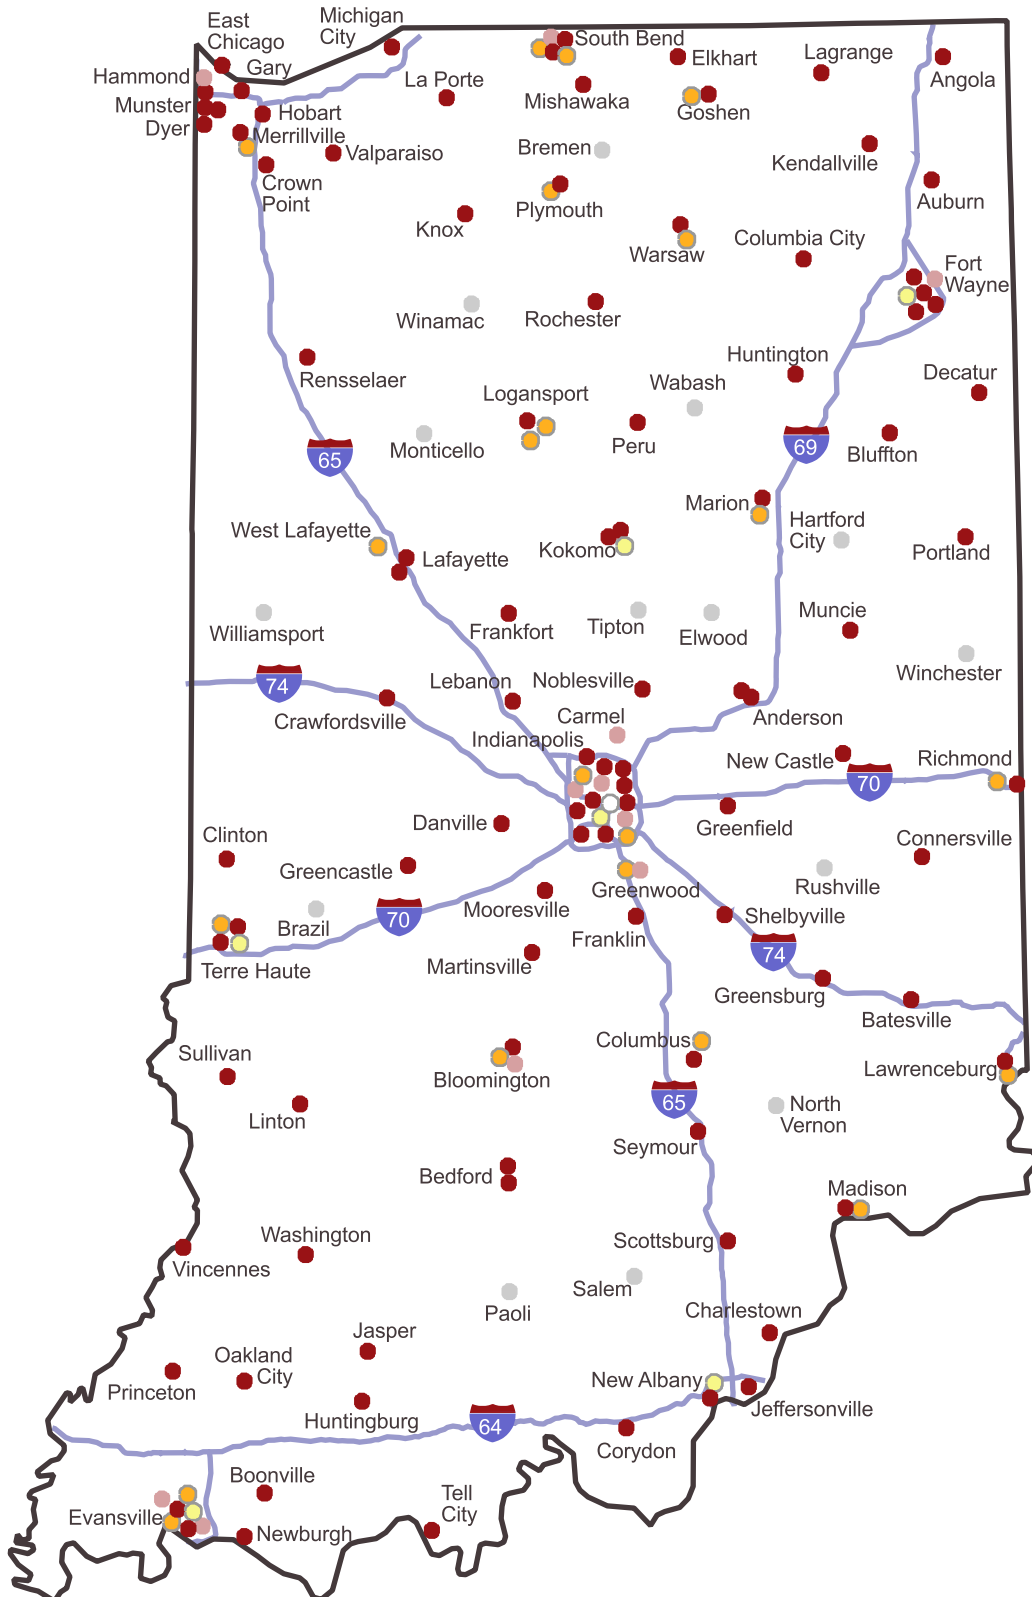 East
Chicago
Michigan
City
South Bend
Elkhart
Lagrange
Angola
Hammond
Gary
La Porte
Mishawaka
Goshen
Munster
Dyer
Hobart
Merrillville
Valparaiso
Crown
Point
Bremen
Kendallville
Auburn
Plymouth
Knox
Warsaw
Columbia City
Fort
Wayne
Winamac
Rochester
Rensselaer
Huntington
Decatur
Logansport
Wabash
Monticello
Peru
Bluffton
65
69
Marion
Hartford
City
West Lafayette
Lafayette
Kokomo
Portland
Williamsport
Frankfort
Tipton
Elwood
Muncie
Winchester
74
Lebanon
Noblesville
Crawfordsville
Carmel
Anderson
Indianapolis
New Castle
70
Richmond
Danville
Greenfield
Clinton
Greencastle
Connersville
Rushville
Greenwood
Brazil
70
Mooresville
Shelbyville
Franklin
Terre Haute
Martinsville
74
Greensburg
Batesville
Sullivan
Columbus
Lawrenceburg
Bloomington
Linton
65
North
Vernon
Seymour
Bedford
Madison
Washington
Scottsburg
Vincennes
Salem
Paoli
Charlestown
Jasper
Oakland
City
Princeton
New Albany
Jeffersonville
Huntingburg
64
Corydon
Boonville
Tell
City
Evansville
Newburgh